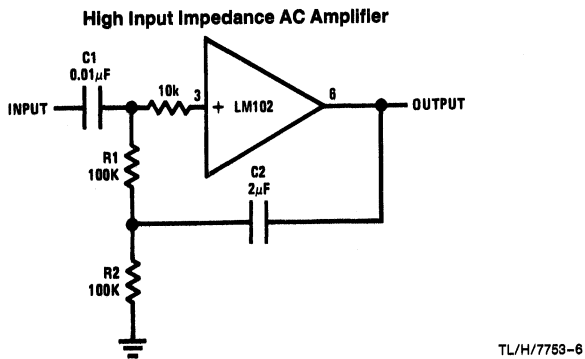 High Input Impedance AC Amplifier
C1
0.01μF
INPUT
10k
3
+
LM102
6
OUTPUT
R1
100K
C2
2μF
R2
100K
TL/H/7753-6